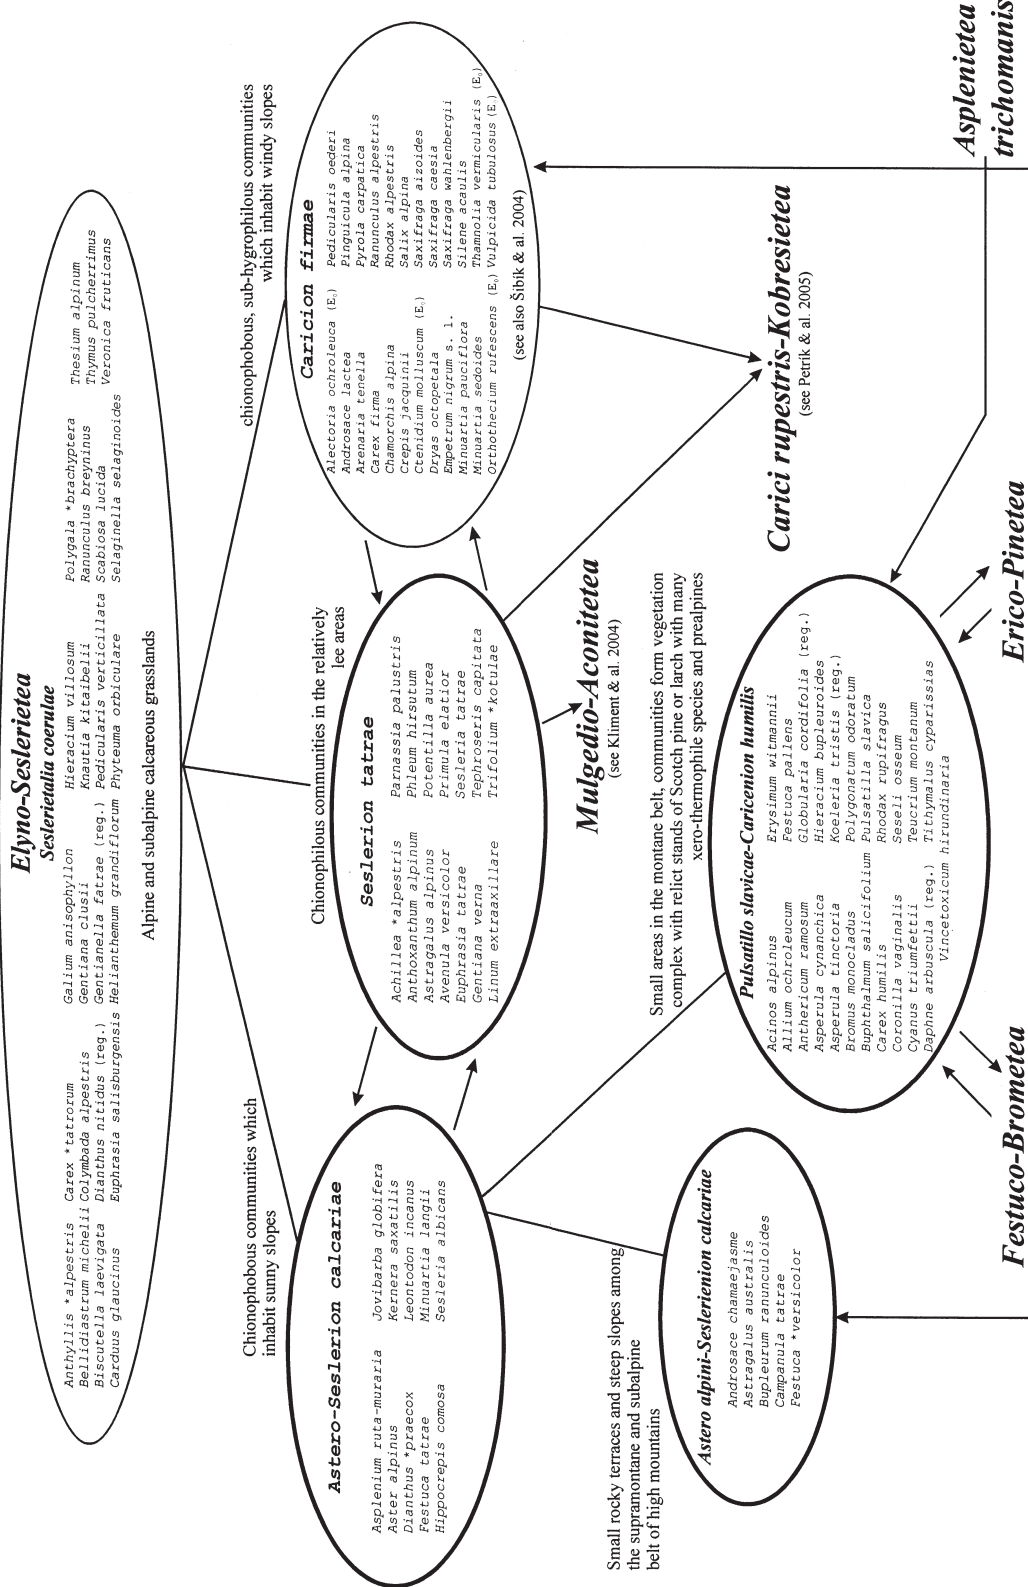 Elyno-Seslerietea
Seslerietalia coerulae
Anthyllis *alpestris
Bellidiastrum michelii
Biscutella laevigata
Carduus glaucinus
Carex *tatrorum
Colymbada alpestris
Dianthus nitidus (reg.)
Euphrasia salisburgensis
Galium anisophyllon
Gentiana clusii
Gentianella fatrae (reg.)
Helianthemum grandiflorum
Hieracium villosum
Knautia kitaibelii
Pedicularis verticillata
Phyteuma orbiculare
Polygala *brachyptera
Ranunculus breyninus
Scabiosa lucida
Selaginella selaginoides
Thesium alpinum
Thymus pulcherrimus
Veronica fruticans
Alpine and subalpine calcareous grasslands
Chionophobous communities which
inhabit sunny slopes
Chionophilous communities in the relatively
lee areas
chionophobous, sub-hygrophilous communities
which inhabit windy slopes
Astero-Seslerion calcariae
Asplenium ruta-muraria
Aster alpinus
Dianthus *praecox
Festuca tatrae
Hippocrepis comosa
Jovibarba globifera
Kernera saxatilis
Leontodon incanus
Minuartia langii
Sesleria albicans
Seslerion tatrae
Achillea *alpestris
Anthoxanthum alpinum
Astragalus alpinus
Avenula versicolor
Euphrasia tatrae
Gentiana verna
Linum extraaxillare
Parnassia palustris
Phleum hirsutum
Potentilla aurea
Primula elatior
Sesleria tatrae
Tephroseris capitata
Trifolium *kotulae
Caricion firmae
Alectoria ochroleuca (E₀)
Androsace lactea
Arenaria tenella
Carex firma
Chamorchis alpina
Crepis jacquinii
Ctenidium molluscum (E₀)
Dryas octopetala
Empetrum nigrum s. l.
Minuartia pauciflora
Minuartia sedoides
Orthothecium rufescens (E₀)
Pedicularis oederi
Pinguicula alpina
Pyrola carpatica
Ranunculus alpestris
Rhodax alpestris
Salix alpina
Saxifraga aizoides
Saxifraga caesia
Saxifraga wahlenbergii
Silene acaulis
Thamnolia vermicularis (E₀)
Vulpicida tubulosus (E₀)
(see also Šibik & al. 2004)
Mulgedio-Aconitetea
(see Kliment & al. 2004)
Carici rupestris-Kobresietea
(see Petrik & al. 2005)
Small rocky terraces and steep slopes among
the supramontane and subalpine
belt of high mountains
Small areas in the montane belt, communities form vegetation
complex with relict stands of Scotch pine or larch with many
xero-thermophile species and prealpines
Astero alpini-Seslerienion calcariae
Androsace chamaejasme
Astragalus australis
Bupleurum ranunculoides
Campanula tatrae
Festuca *versicolor
Pulsatillo slavicae-Caricenion humilis
Acinos alpinus
Allium ochroleucum
Anthericum ramosum
Asperula cynanchica
Asperula tinctoria
Bromus monocladus
Buphthalmum salicifolium
Carex humilis
Coronilla vaginalis
Cyanus triumfettii
Daphne arbuscula (reg.)
Erysimum witmannii
Festuca pallens
Globularia cordifolia (reg.)
Hieracium bupleuroides
Koeleria tristis (reg.)
Polygonatum odoratum
Pulsatilla slavica
Rhodax rupifragus
Seseli osseum
Teucrium montanum
Tithymalus cyparissias
Vincetoxicum hirundinaria
Festuco-Brometea
Erico-Pinetea
Asplenietea
trichomanis